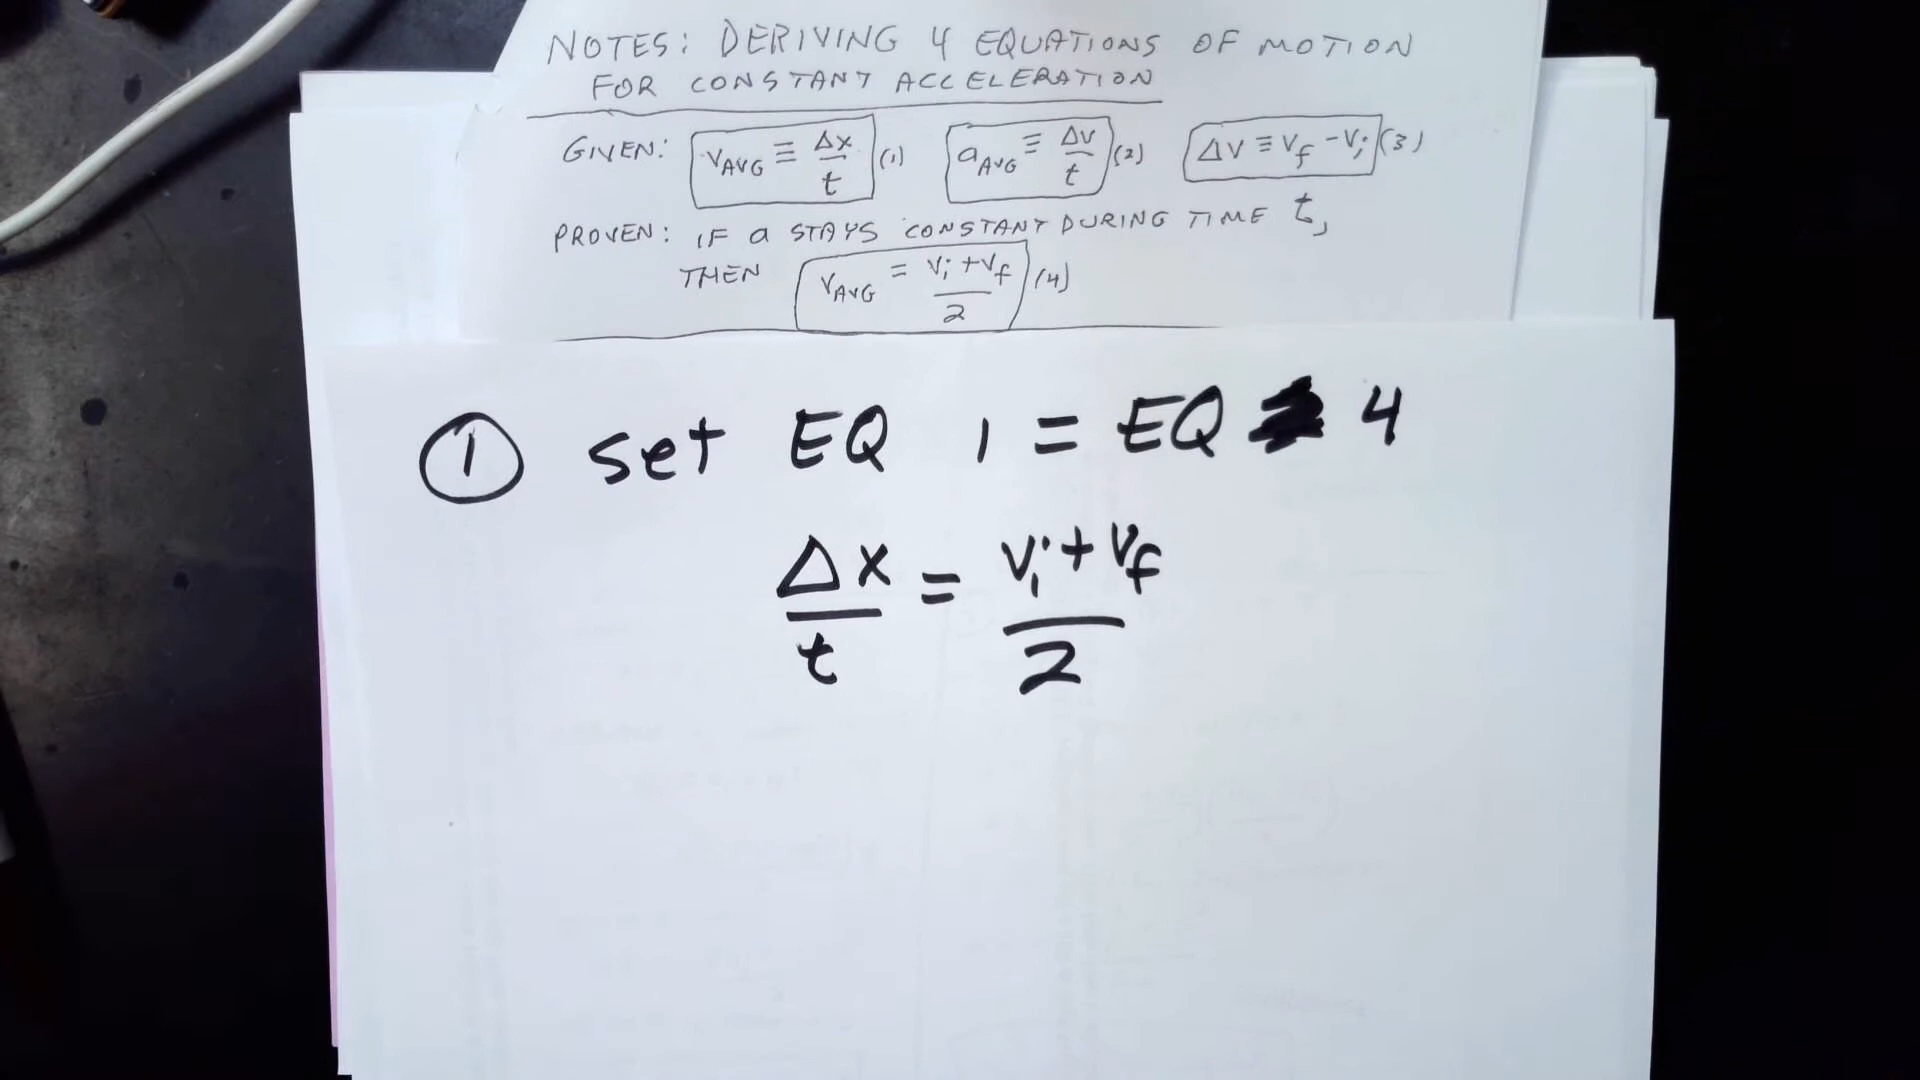 NOTES: DERIVING 4 EQUATIONS OF MOTION
FOR CONSTANT ACCELERATION
GIVEN: v_AVG ≡ Δx/t (1) a_AVG ≡ Δv/t (2) Δv ≡ v_f - v_i (3)
PROVEN: IF a STAYS CONSTANT DURING TIME t,
THEN v_AVG = (v_i + v_f)/2 (4)
① set EQ 1 = EQ 4
Δx/t = (v_i + v_f)/2